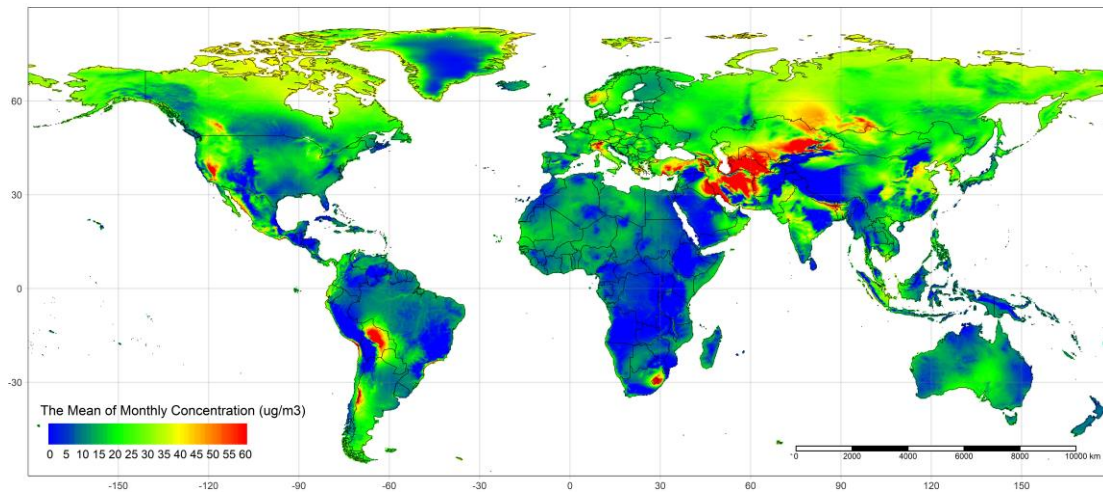 60
30
0
-30
The Mean of Monthly Concentration (ug/m3)
0 5 10 15 20 25 30 35 40 45 50 55 60
0 2000 4000 6000 8000 10000 km
-150 -120 -90 -60 -30 0 30 60 90 120 150